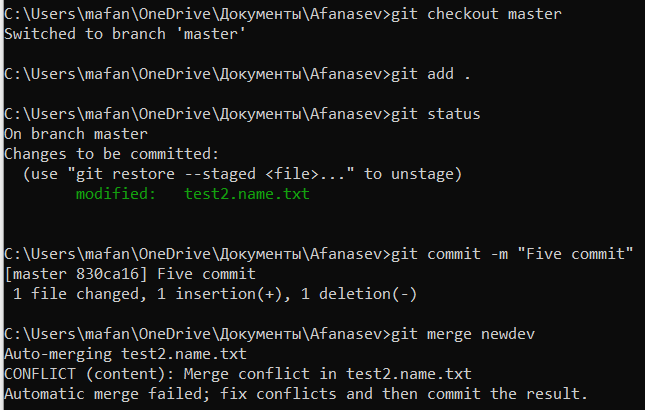 C:\Users\mafan\OneDrive\Документы\Afanasev>git checkout master
Switched to branch 'master'
C:\Users\mafan\OneDrive\Документы\Afanasev>git add .
C:\Users\mafan\OneDrive\Документы\Afanasev>git status
On branch master
Changes to be committed:
  (use "git restore --staged <file>..." to unstage)
        modified:   test2.name.txt
C:\Users\mafan\OneDrive\Документы\Afanasev>git commit -m "Five commit"
[master 830ca16] Five commit
 1 file changed, 1 insertion(+), 1 deletion(-)
C:\Users\mafan\OneDrive\Документы\Afanasev>git merge newdev
Auto-merging test2.name.txt
CONFLICT (content): Merge conflict in test2.name.txt
Automatic merge failed; fix conflicts and then commit the result.